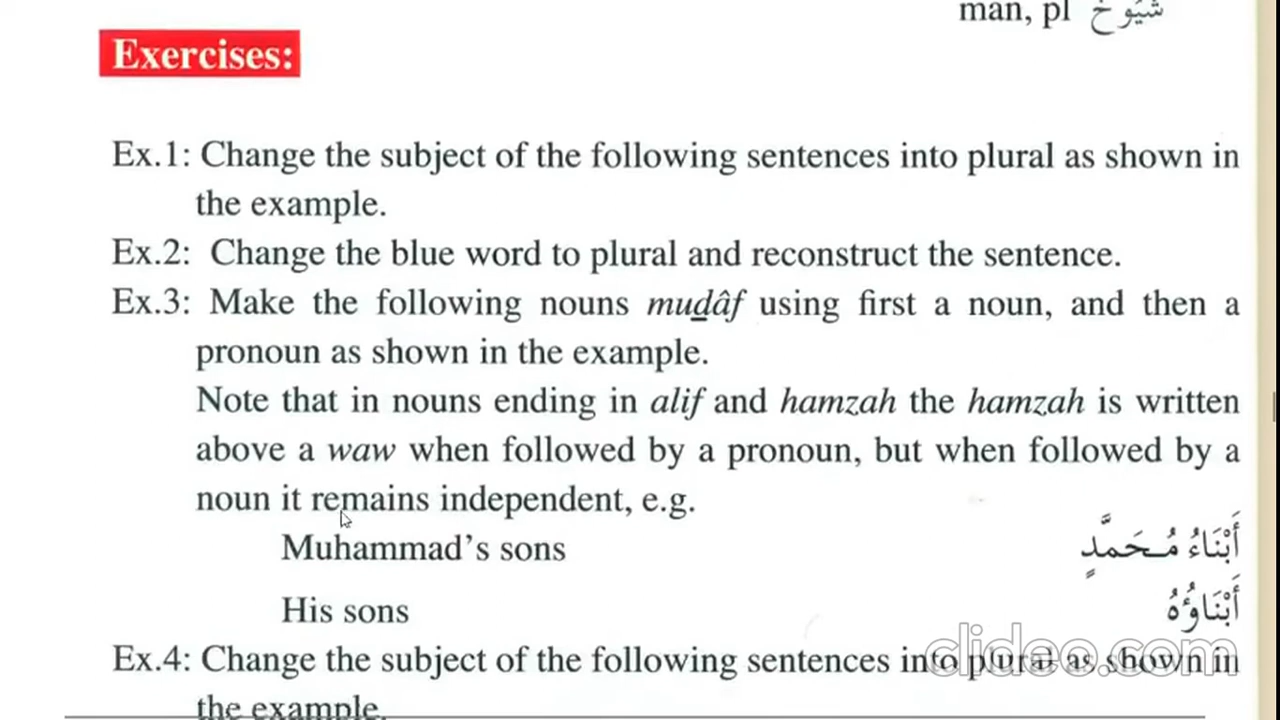 man, pl شُيُوخٌ
Exercises:
Ex.1: Change the subject of the following sentences into plural as shown in
the example.
Ex.2: Change the blue word to plural and reconstruct the sentence.
Ex.3: Make the following nouns mudâf using first a noun, and then a
pronoun as shown in the example.
Note that in nouns ending in alif and hamzah the hamzah is written
above a waw when followed by a pronoun, but when followed by a
noun it remains independent, e.g.
Muhammad's sons أَبْنَاءُ مُحَمَّدٍ
His sons أَبْنَاؤُهُ
Ex.4: Change the subject of the following sentences into plural as shown in
the example.
clideo.com